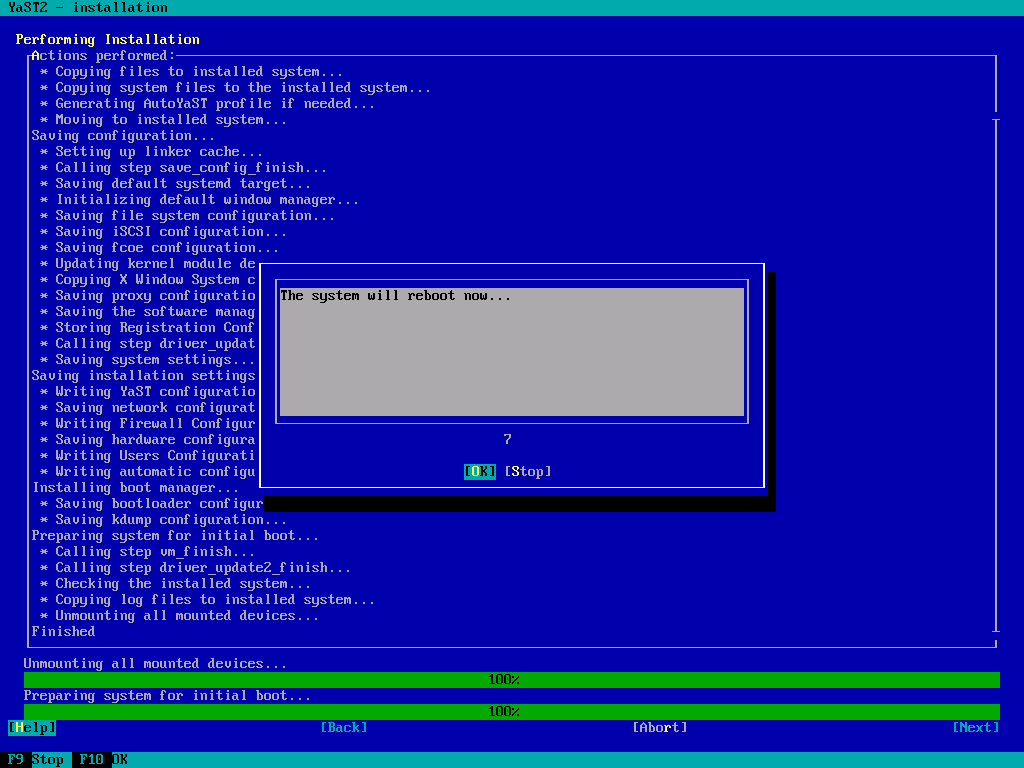 YaST2 - installation
Performing Installation
Actions performed:
* Copying files to installed system...
* Copying system files to the installed system...
* Generating AutoYaST profile if needed...
* Moving to installed system...
Saving configuration...
* Setting up linker cache...
* Calling step save_config_finish...
* Saving default systemd target...
* Initializing default window manager...
* Saving file system configuration...
* Saving iSCSI configuration...
* Saving fcoe configuration...
* Updating kernel module de
* Copying X Window System c
* Saving proxy configuratio
* Saving the software manag
* Storing Registration Conf
* Calling step driver_updat
* Saving system settings...
Saving installation settings
* Writing YaST configuratio
* Saving network configurat
* Writing Firewall Configur
* Saving hardware configura
* Writing Users Configurati
* Writing automatic configu
Installing boot manager...
* Saving bootloader configur
* Saving kdump configuration...
Preparing system for initial boot...
* Calling step vm_finish...
* Calling step driver_update2_finish...
* Checking the installed system...
* Copying log files to installed system...
* Unmounting all mounted devices...
Finished
The system will reboot now...
7
[OK] [Stop]
Unmounting all mounted devices...
100%
Preparing system for initial boot...
100%
[Help] [Back] [Abort] [Next]
F9 Stop F10 OK